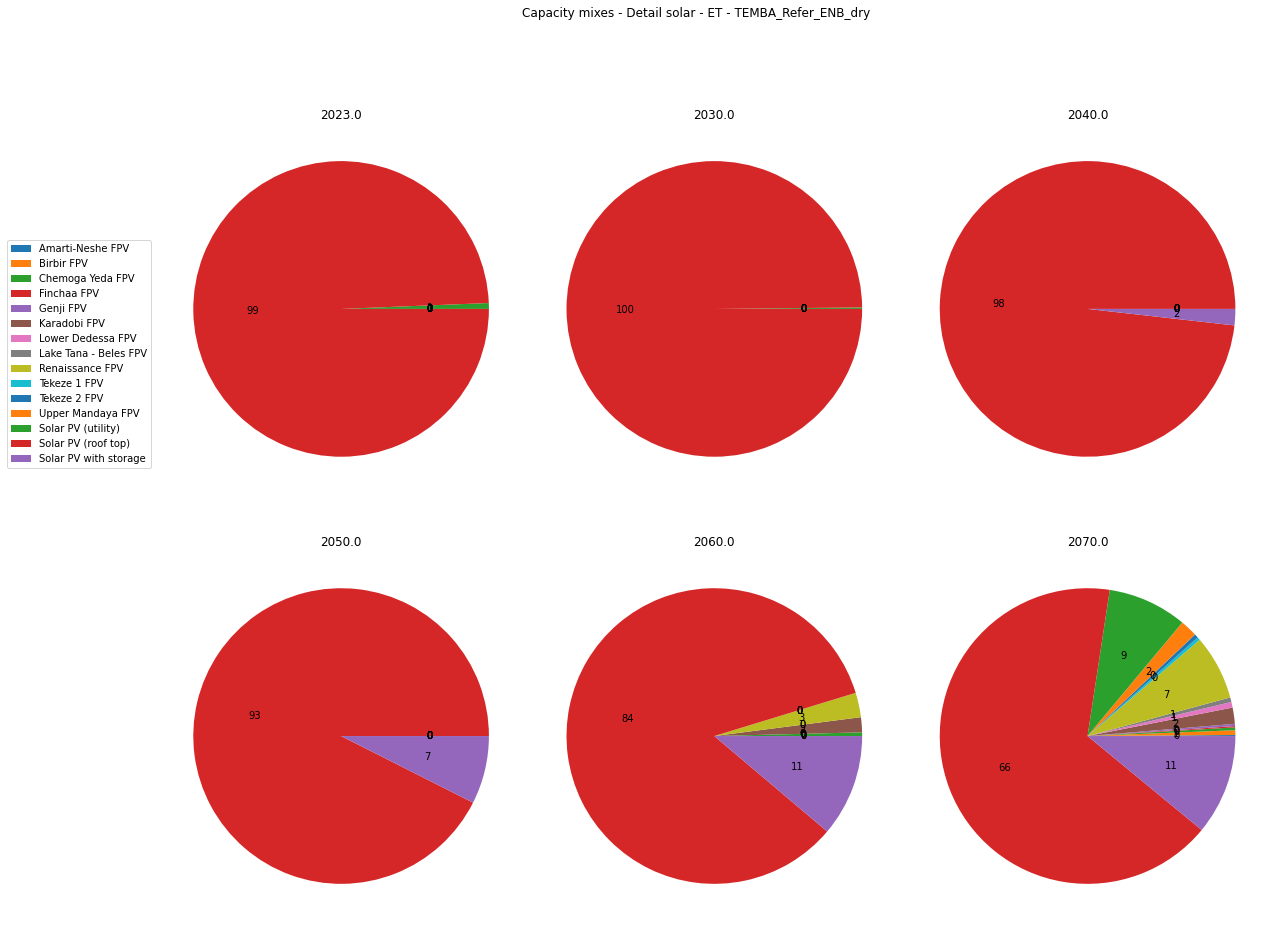 Capacity mixes - Detail solar - ET - TEMBA_Refer_ENB_dry
2023.0
2030.0
2040.0
Amarti-Neshe FPV
Birbir FPV
Chemoga Yeda FPV
Finchaa FPV
Genji FPV
Karadobi FPV
Lower Dedessa FPV
Lake Tana - Beles FPV
Renaissance FPV
Tekeze 1 FPV
Tekeze 2 FPV
Upper Mandaya FPV
Solar PV (utility)
Solar PV (roof top)
Solar PV with storage
99
100
0
98
0
2
2050.0
2060.0
2070.0
93
0
7
84
0
3
11
66
9
2
0
7
1
11